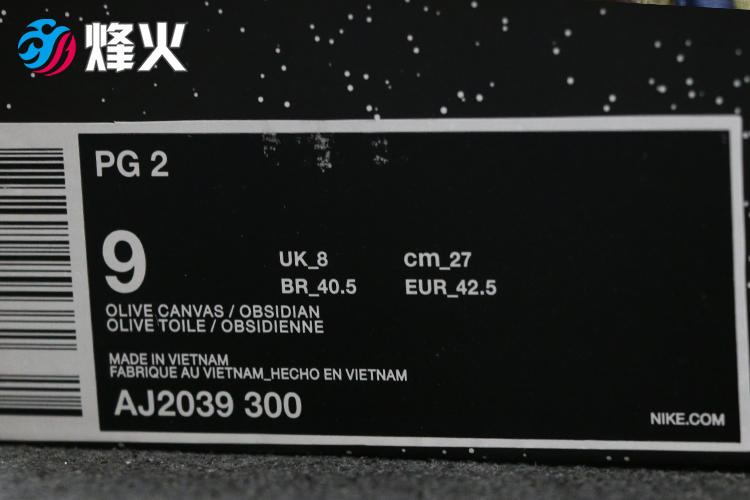 烽火
PG 2
9
UK_8 cm_27
BR_40.5 EUR_42.5
OLIVE CANVAS / OBSIDIAN
OLIVE TOILE / OBSIDIENNE
MADE IN VIETNAM
FABRIQUE AU VIETNAM_HECHO EN VIETNAM
AJ2039 300
NIKE.COM